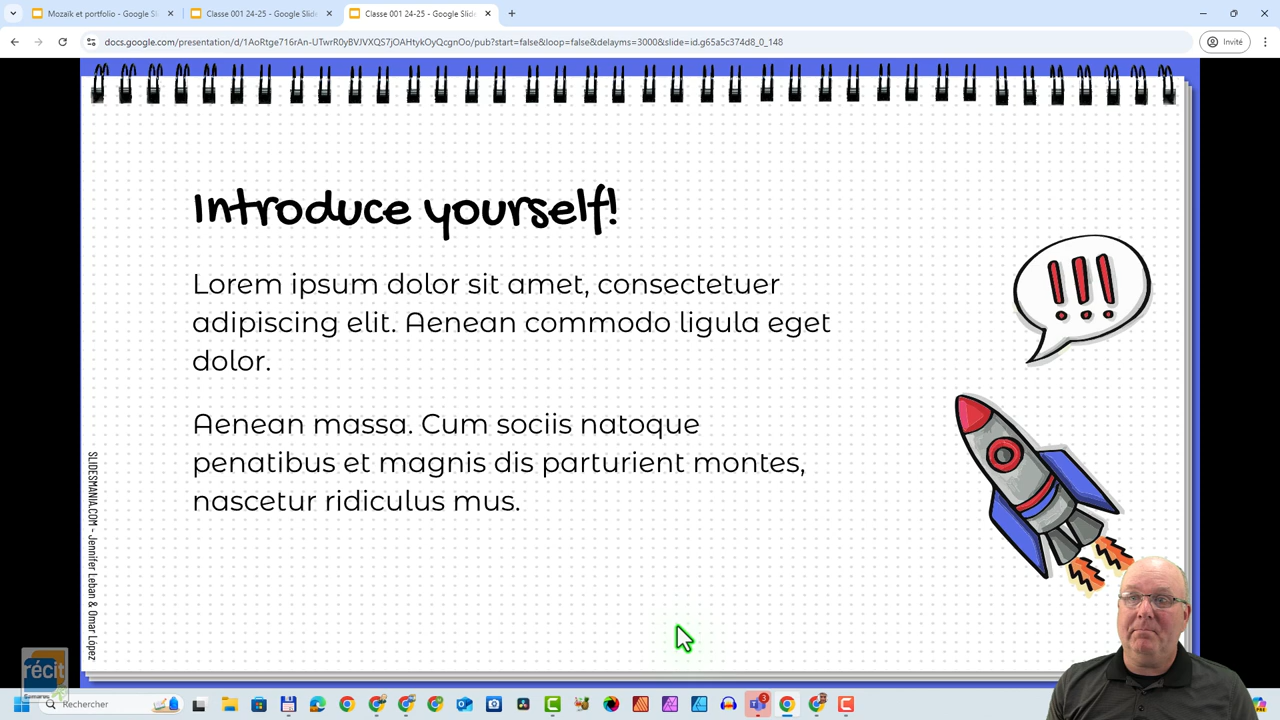 Mozaïk et portfolio - Google Sl
Classe 001 24-25 - Google Slide
Classe 001 24-25 - Google Slide
docs.google.com/presentation/d/1AoRtge716rAn-UTwrR0yBVJVXQS7jOAHtykOyQcgnOo/pub?start=false&loop=false&delayms=3000&slide=id.g65a5c374d8_0_148
Invité
Introduce yourself!
Lorem ipsum dolor sit amet, consectetuer
adipiscing elit. Aenean commodo ligula eget
dolor.
Aenean massa. Cum sociis natoque
penatibus et magnis dis parturient montes,
nascetur ridiculus mus.
!!!
SLIDESMANIA.COM - Jennifer Leban & Omar López
récit
Rechercher
3